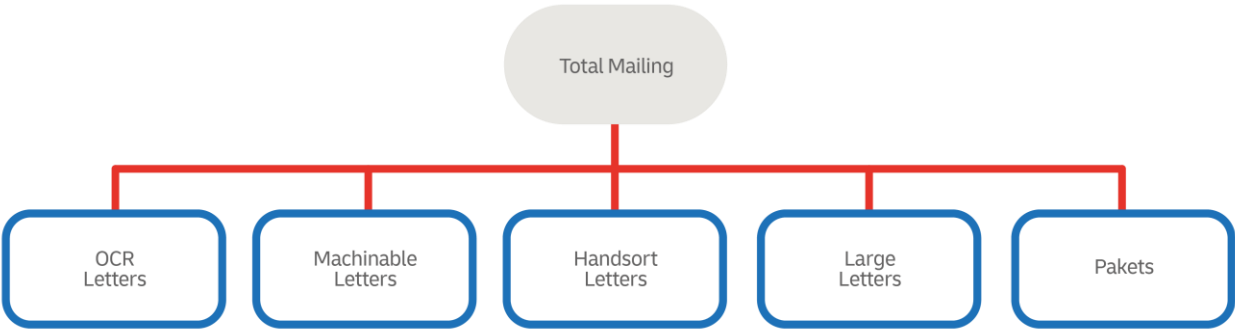 Total Mailing
OCR
Letters
Machinable
Letters
Handsort
Letters
Large
Letters
Pakets